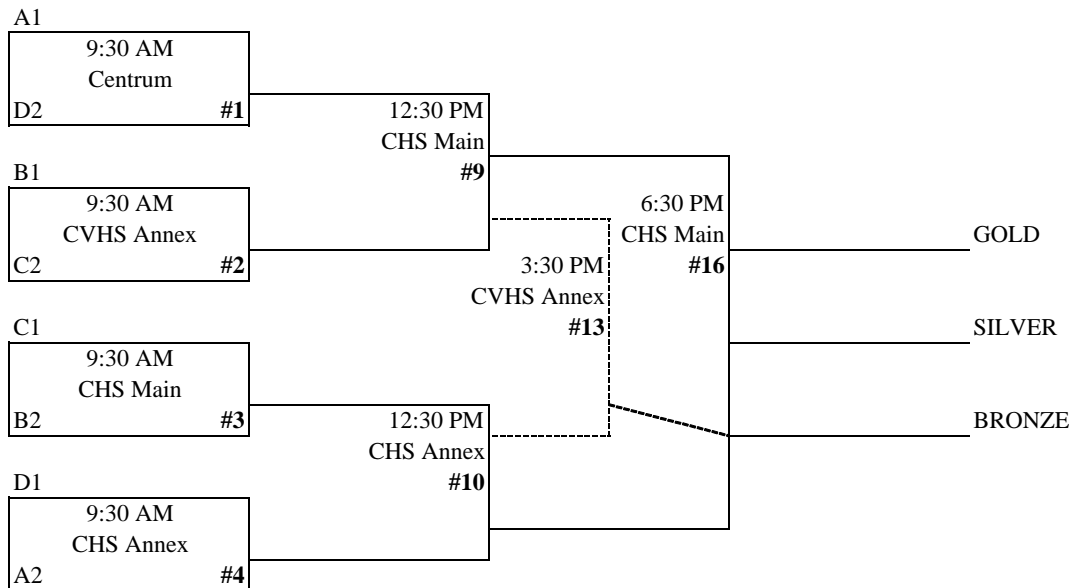 A1
9:30 AM
Centrum
D2 #1
12:30 PM
CHS Main
#9
B1
9:30 AM
CVHS Annex
C2 #2
6:30 PM
CHS Main
#16
GOLD
3:30 PM
CVHS Annex
#13
SILVER
C1
9:30 AM
CHS Main
B2 #3
12:30 PM
CHS Annex
#10
BRONZE
D1
9:30 AM
CHS Annex
A2 #4